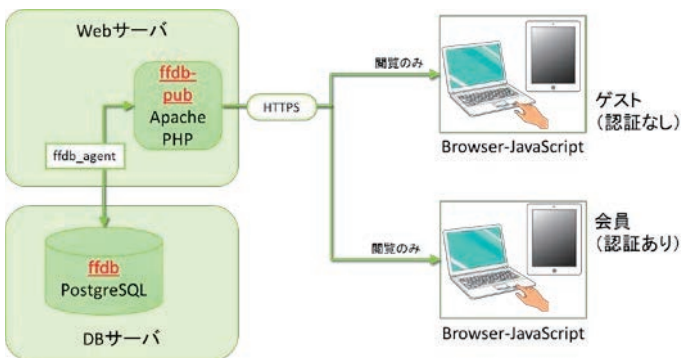 Webサーバ
ffdb-
pub
Apache
PHP
HTTPS
ffdb_agent
ffdb
PostgreSQL
DBサーバ
閲覧のみ
Browser-JavaScript
ゲスト
(認証なし)
閲覧のみ
Browser-JavaScript
会員
(認証あり)